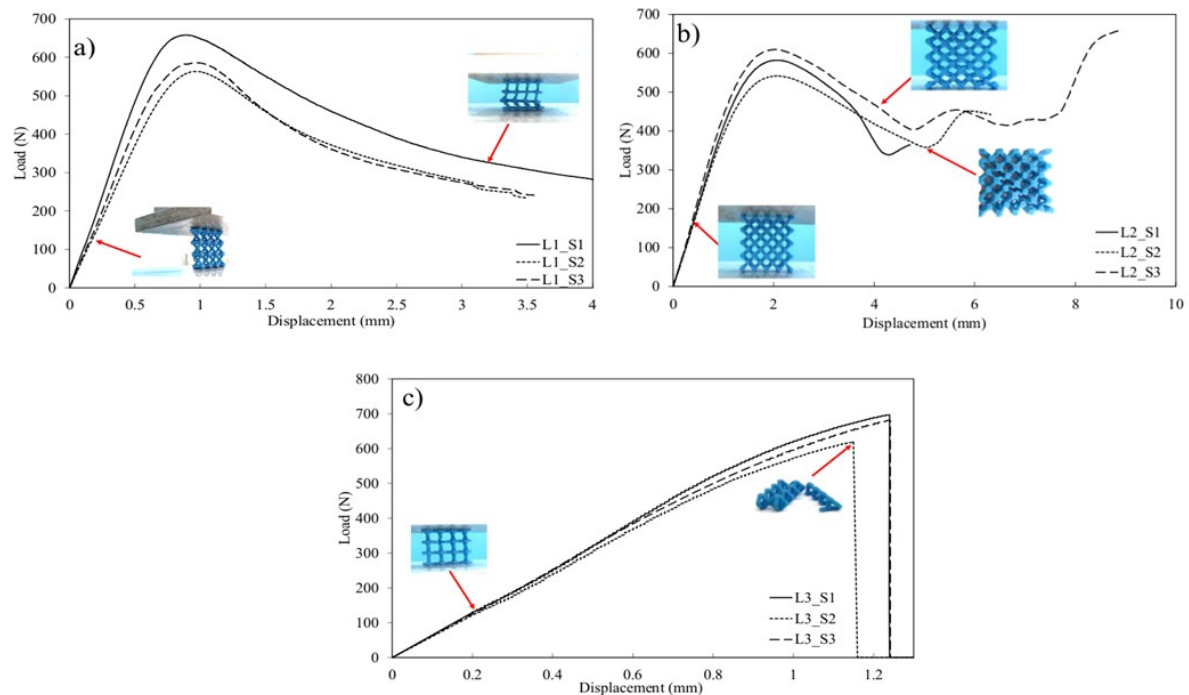 a)
700
600
500
400
300
200
100
0
Load (N)
0 0.5 1 1.5 2 2.5 3 3.5 4
Displacement (mm)
L1_S1
L1_S2
L1_S3
b)
700
600
500
400
300
200
100
0
Load (N)
0 2 4 6 8 10
Displacement (mm)
L2_S1
L2_S2
L2_S3
c)
800
700
600
500
400
300
200
100
0
Load (N)
0 0.2 0.4 0.6 0.8 1 1.2
Displacement (mm)
L3_S1
L3_S2
L3_S3